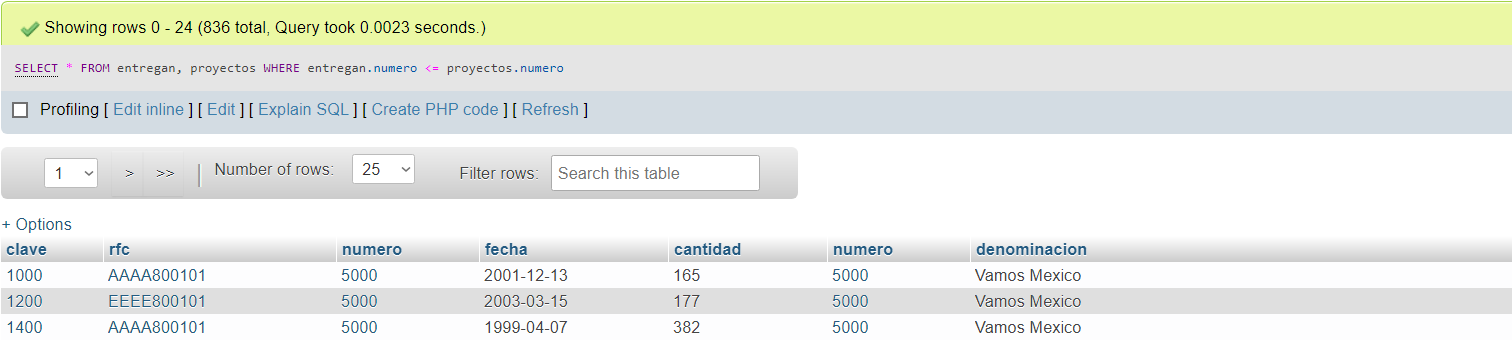 Showing rows 0 - 24 (836 total, Query took 0.0023 seconds.)
SELECT * FROM entregan, proyectos WHERE entregan.numero <= proyectos.numero
Profiling [ Edit inline ] [ Edit ] [ Explain SQL ] [ Create PHP code ] [ Refresh ]
1 > >> | Number of rows: 25 Filter rows: Search this table
+ Options
clave rfc numero fecha cantidad numero denominacion
1000 AAAA800101 5000 2001-12-13 165 5000 Vamos Mexico
1200 EEEE800101 5000 2003-03-15 177 5000 Vamos Mexico
1400 AAAA800101 5000 1999-04-07 382 5000 Vamos Mexico